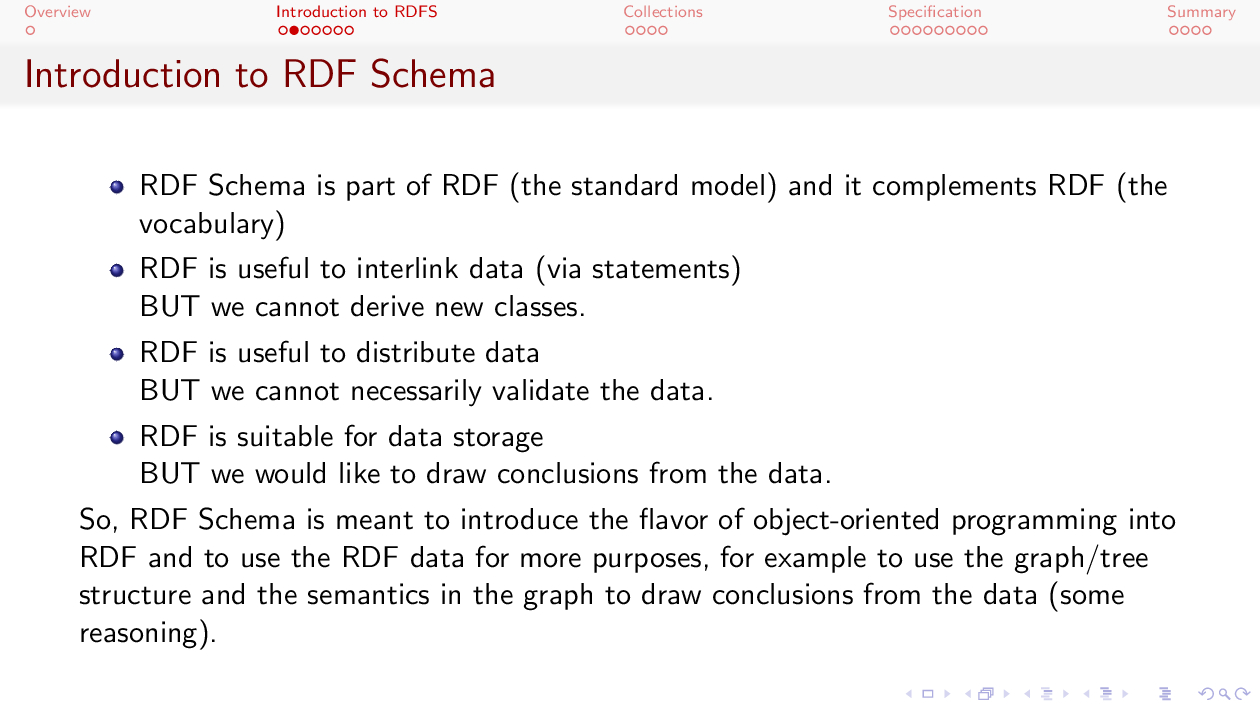 Overview
Introduction to RDFS
Collections
Specification
Summary
Introduction to RDF Schema
RDF Schema is part of RDF (the standard model) and it complements RDF (the
vocabulary)
RDF is useful to interlink data (via statements)
BUT we cannot derive new classes.
RDF is useful to distribute data
BUT we cannot necessarily validate the data.
RDF is suitable for data storage
BUT we would like to draw conclusions from the data.
So, RDF Schema is meant to introduce the flavor of object-oriented programming into
RDF and to use the RDF data for more purposes, for example to use the graph/tree
structure and the semantics in the graph to draw conclusions from the data (some
reasoning).